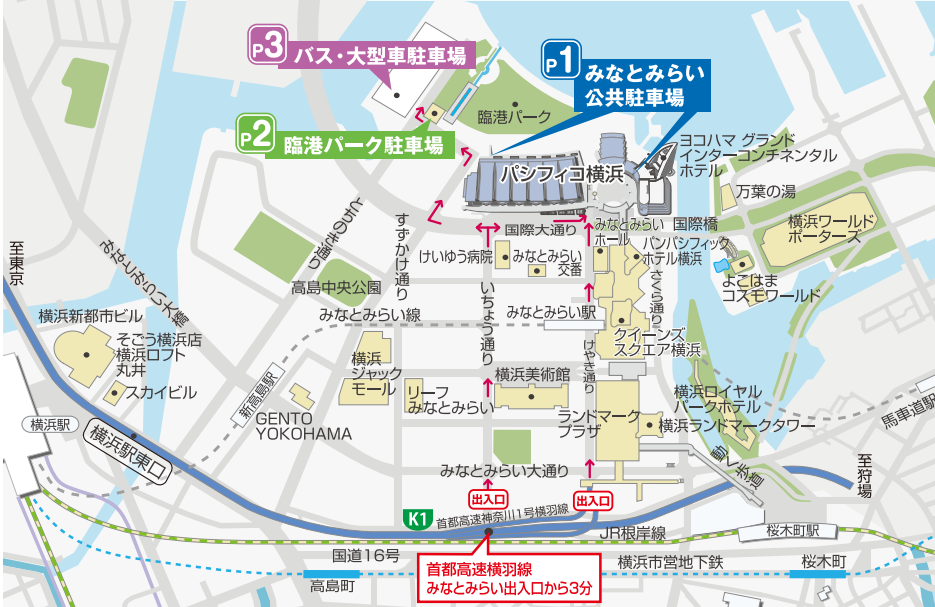 P3 バス・大型車駐車場
P1 みなとみらい
公共駐車場
P2 臨港パーク駐車場
臨港パーク
パシフィコ横浜
ヨコハマ グランド
インターコンチネンタル
ホテル
万葉の湯
横浜ワールド
ポーターズ
国際大通り
みなとみらい
ホール
国際橋
パンパシフィック
ホテル横浜
よこはま
コスモワールド
さくら通り
けいゆう病院
みなとみらい
交番
とちのき通り
すずかけ通り
いちょう通り
けやき通り
至東京
みなとみらい大橋
高島中央公園
みなとみらい線
みなとみらい駅
クイーンズ
スクエア横浜
横浜新都市ビル
そごう横浜店
横浜ロフト
丸井
スカイビル
横浜駅
横浜駅東口
新高島駅
GENTO
YOKOHAMA
横浜
ジャック
モール
リーフ
みなとみらい
横浜美術館
ランドマーク
プラザ
横浜ロイヤル
パークホテル
横浜ランドマークタワー
馬車道駅
動く歩道
至狩場
みなとみらい大通り
出入口
出入口
K1
首都高速神奈川1号横羽線
JR根岸線
桜木町駅
国道16号
高島町
首都高速横羽線
みなとみらい出入口から3分
横浜市営地下鉄
桜木町